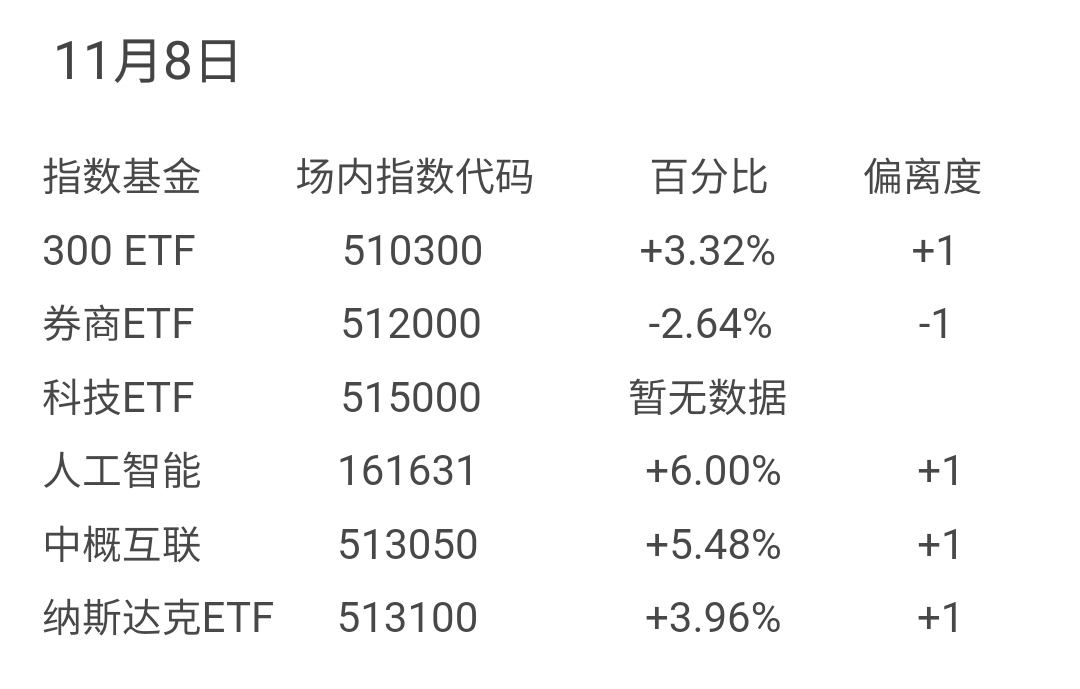 11月8日
指数基金 场内指数代码 百分比 偏离度
300 ETF 510300 +3.32% +1
券商ETF 512000 -2.64% -1
科技ETF 515000 暂无数据
人工智能 161631 +6.00% +1
中概互联 513050 +5.48% +1
纳斯达克ETF 513100 +3.96% +1